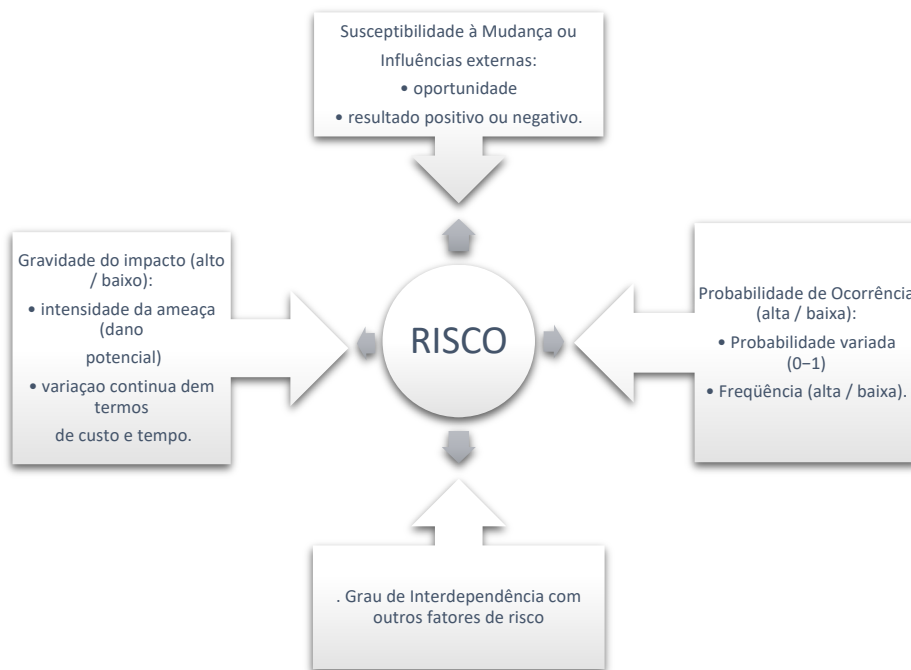 Susceptibilidade à Mudança ou
Influências externas:
• oportunidade
• resultado positivo ou negativo.
Gravidade do impacto (alto
/ baixo):
• intensidade da ameaça
(dano
potencial)
• variaçao continua dem
termos
de custo e tempo.
RISCO
Probabilidade de Ocorrência
(alta / baixa):
• Probabilidade variada
(0−1)
• Freqüência (alta / baixa).
. Grau de Interdependência com
outros fatores de risco